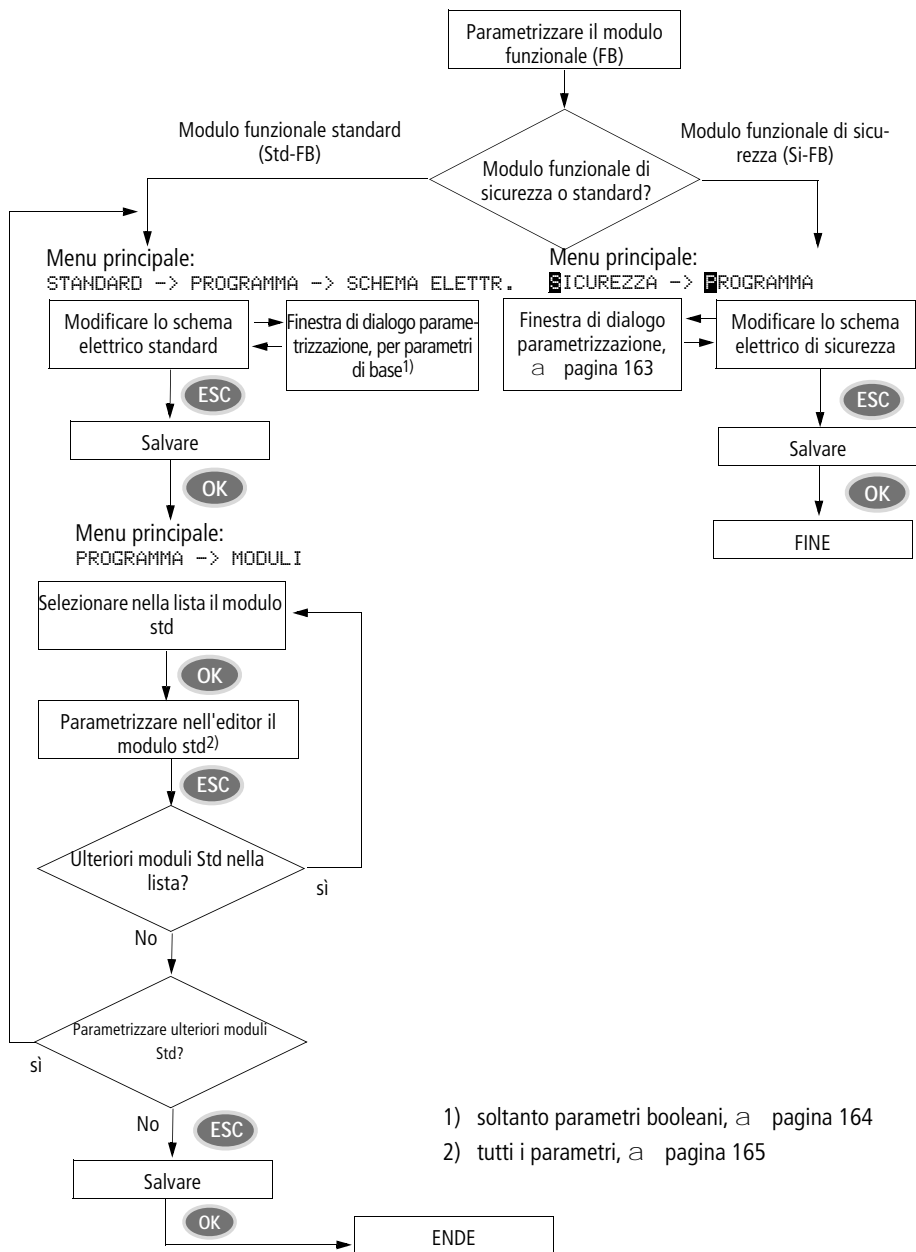 Parametrizzare il modulo
funzionale (FB)
Modulo funzionale standard
(Std-FB)
Modulo funzionale di sicu-
rezza (Si-FB)
Modulo funzionale di
sicurezza o standard?
Menu principale:
STANDARD -> PROGRAMMA -> SCHEMA ELETTR.
Menu principale:
SICUREZZA -> PROGRAMMA
Modificare lo schema
elettrico standard
Finestra di dialogo parame-
trizzazione, per parametri
di base1)
Finestra di dialogo
parametrizzazione,
a pagina 163
Modificare lo schema
elettrico di sicurezza
ESC
ESC
Salvare
Salvare
OK
OK
Menu principale:
PROGRAMMA -> MODULI
FINE
Selezionare nella lista il modulo
std
OK
Parametrizzare nell'editor il
modulo std2)
ESC
Ulteriori moduli Std nella
lista?
sì
No
Parametrizzare ulteriori moduli
Std?
sì
No
ESC
1) soltanto parametri booleani, a pagina 164
2) tutti i parametri, a pagina 165
Salvare
OK
ENDE